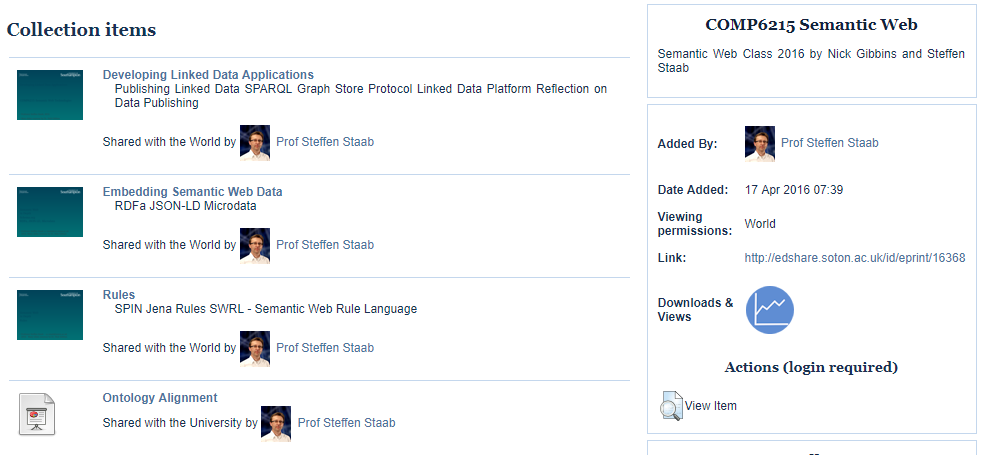 Collection items
Developing Linked Data Applications
Publishing Linked Data SPARQL Graph Store Protocol Linked Data Platform Reflection on
Data Publishing
Shared with the World by Prof Steffen Staab
Embedding Semantic Web Data
RDFa JSON-LD Microdata
Shared with the World by Prof Steffen Staab
Rules
SPIN Jena Rules SWRL - Semantic Web Rule Language
Shared with the World by Prof Steffen Staab
Ontology Alignment
Shared with the University by Prof Steffen Staab
COMP6215 Semantic Web
Semantic Web Class 2016 by Nick Gibbins and Steffen
Staab
Added By: Prof Steffen Staab
Date Added: 17 Apr 2016 07:39
Viewing
permissions: World
Link: http://edshare.soton.ac.uk/id/eprint/16368
Downloads &
Views
Actions (login required)
View Item